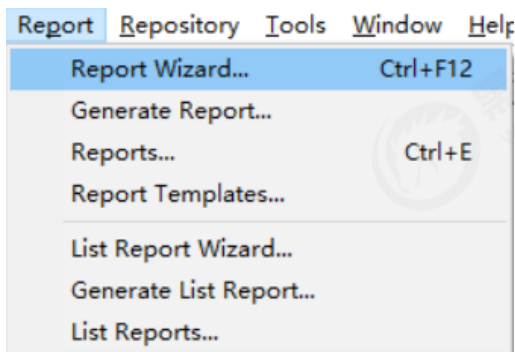 Report Repository Tools Window Help
Report Wizard... Ctrl+F12
Generate Report...
Reports... Ctrl+E
Report Templates...
List Report Wizard...
Generate List Report...
List Reports...